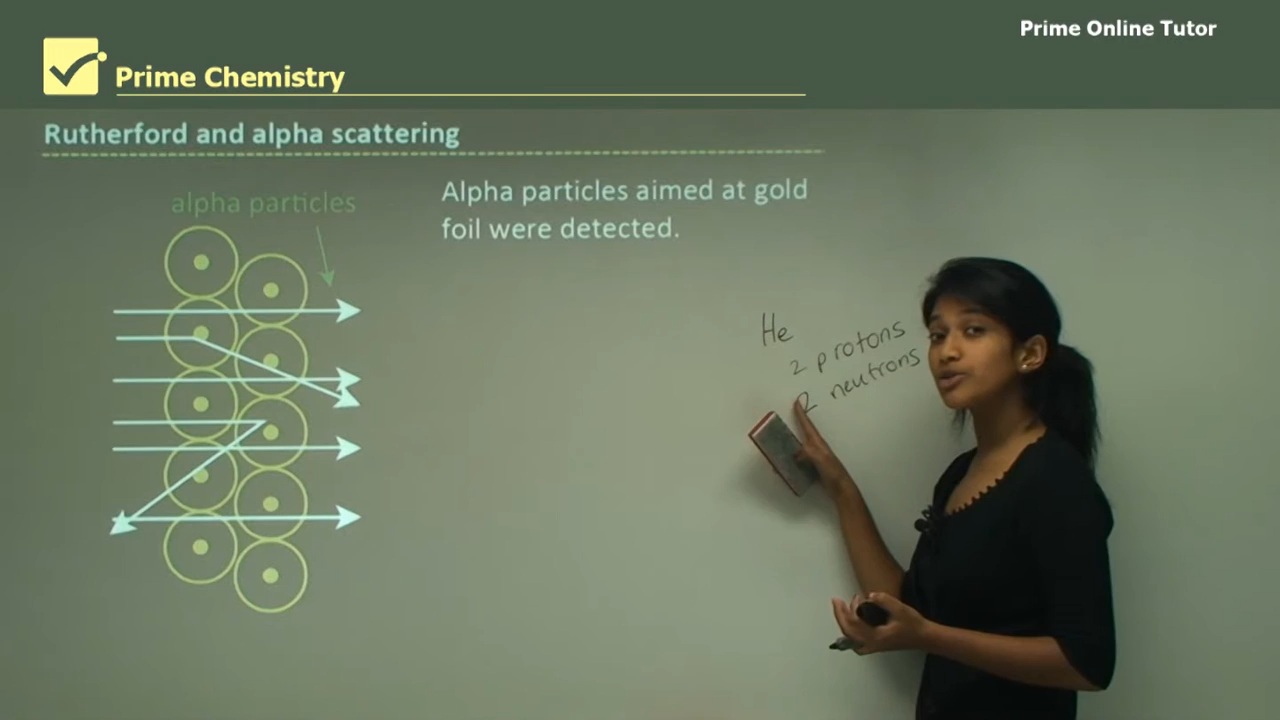 Prime Online Tutor
Prime Chemistry
Rutherford and alpha scattering
alpha particles
Alpha particles aimed at gold
foil were detected.
He
2 protons
2 neutrons